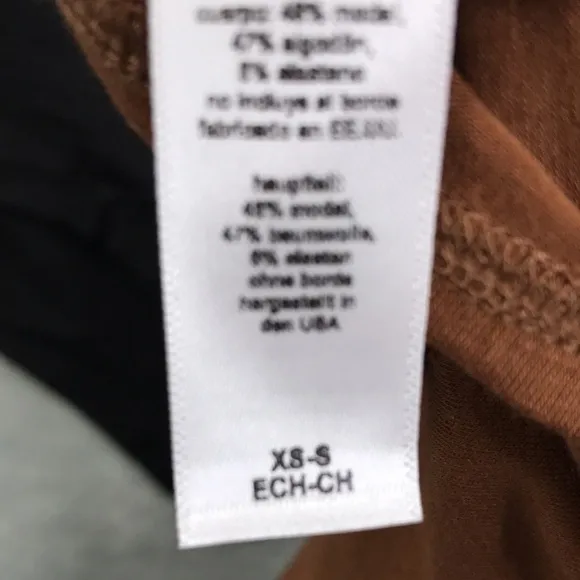 cuerpo: 48% modal,
47% algodón,
5% elastano
no incluye el borde
fabricado en EE.UU.
hauptteil:
48% modal,
47% baumwolle,
5% elastan
ohne borde
hergestellt in
den USA
XS-S
ECH-CH